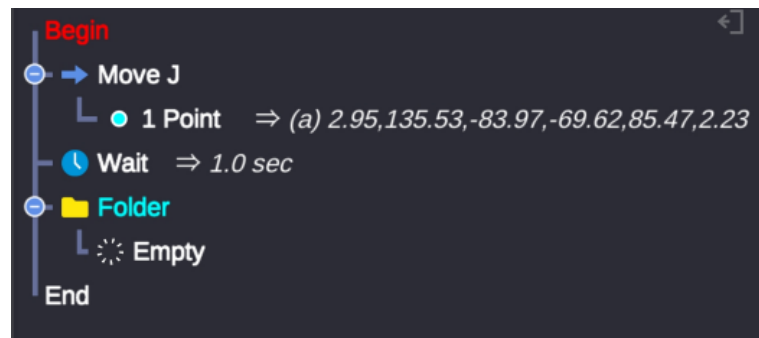 Begin
Move J
1 Point ⇒ (a) 2.95,135.53,-83.97,-69.62,85.47,2.23
Wait ⇒ 1.0 sec
Folder
Empty
End